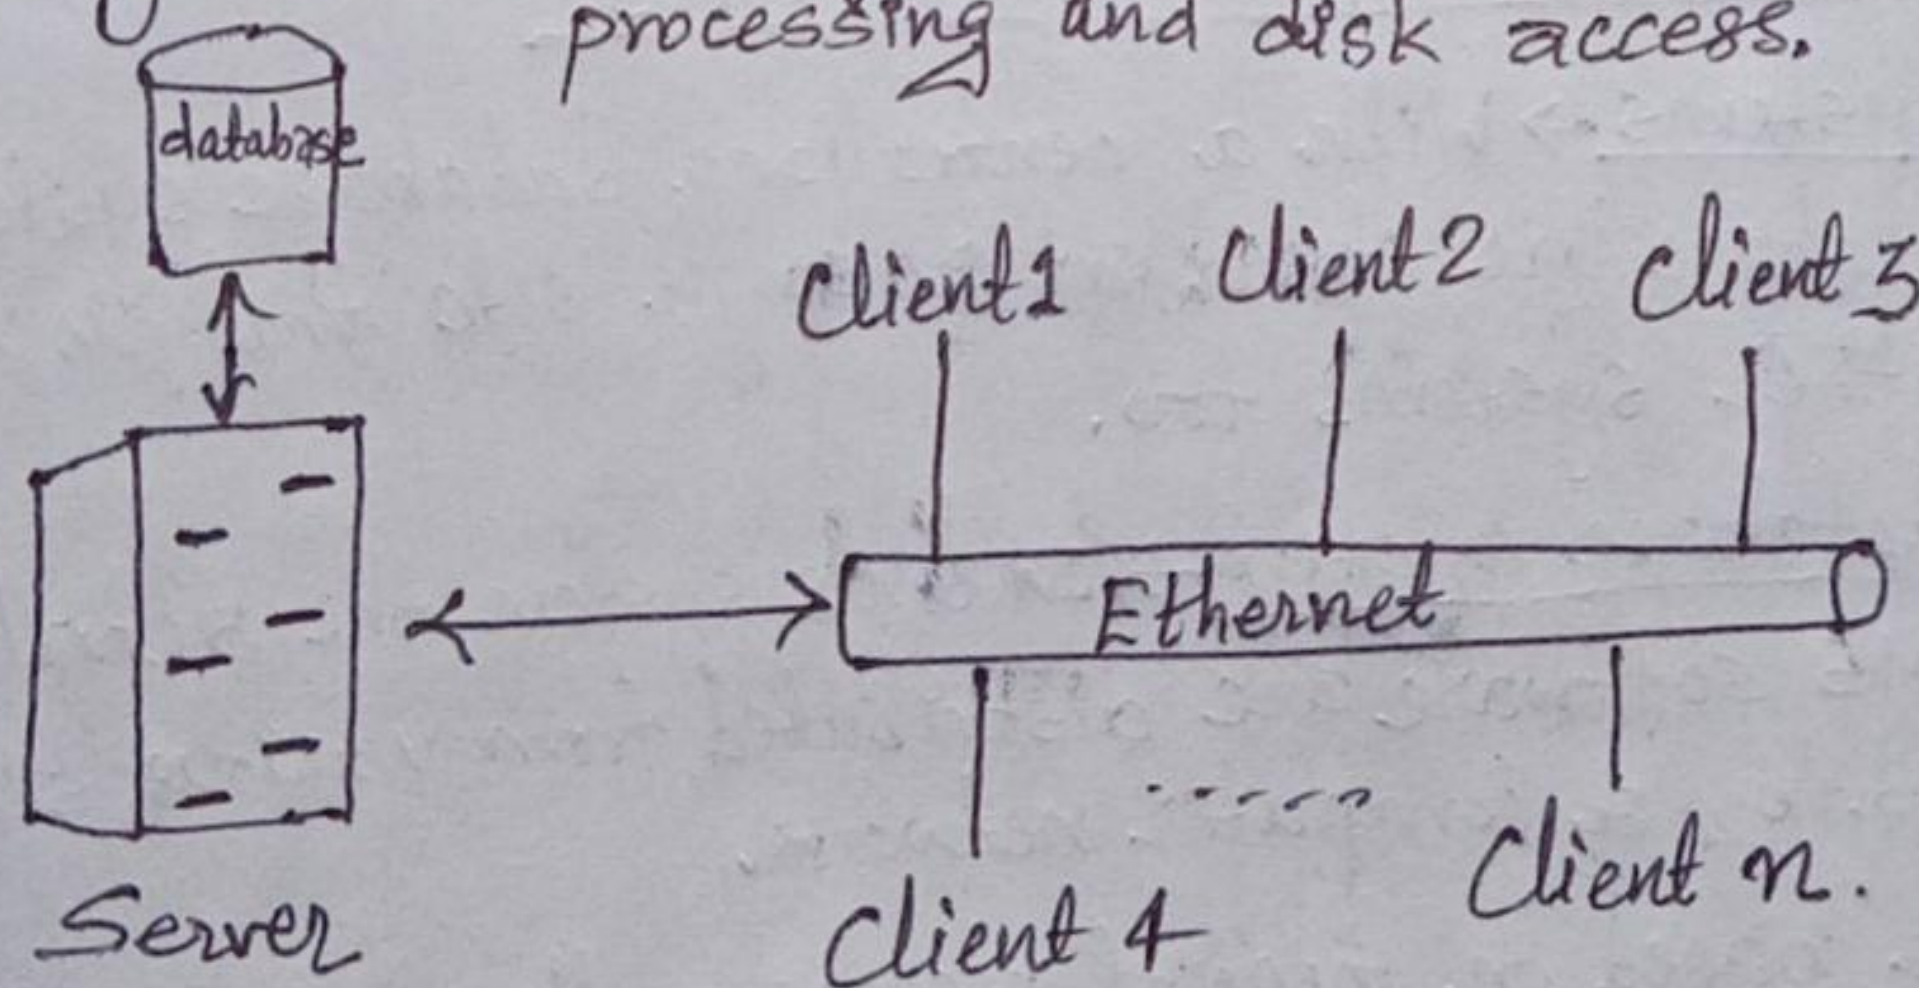 processing and disk access.
database
Client 1 Client 2 Client 3
Ethernet
.....
Client n.
Server
Client 4